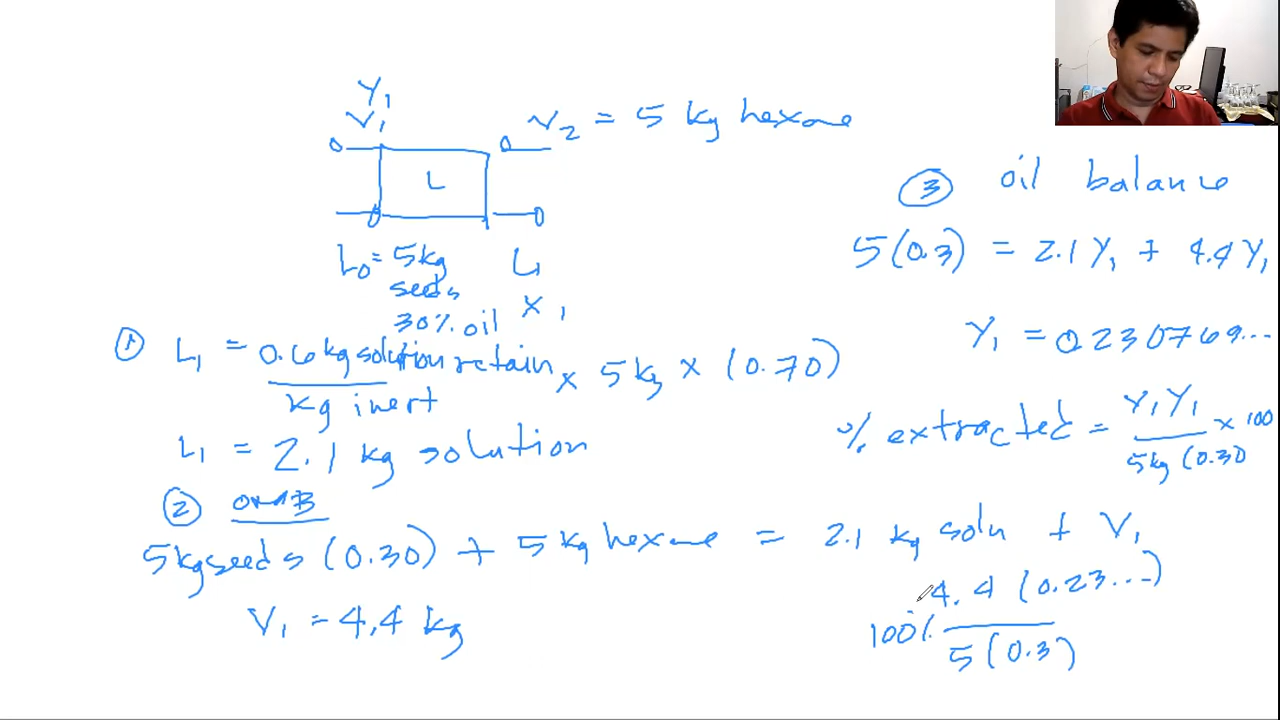 Y₁
V₁
V₂ = 5 kg hexane
L
L₀ = 5kg
seeds
30% oil
L₁
X₁
① L₁ = 0.6 kg solution retain / kg inert × 5 kg × (0.70)
L₁ = 2.1 kg solution
② OMB
5kg seeds (0.30) + 5 kg hexane = 2.1 kg soln + V₁
V₁ = 4.4 kg
③ oil balance
5(0.3) = 2.1 Y₁ + 4.4 Y₁
Y₁ = 0.230769...
% extracted = Y₁Y₁ / 5kg (0.30 × 100
100% 4.4 (0.23...) / 5(0.3)